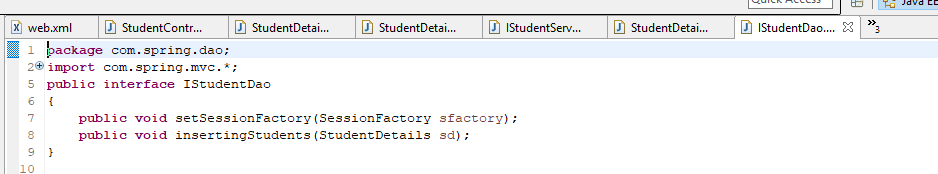 Quick Access
Java EE
web.xml
StudentContr...
StudentDetai...
StudentDetai...
IStudentServ...
StudentDetai...
IStudentDao....
»3
1 package com.spring.dao;
2 import com.spring.mvc.*;
5 public interface IStudentDao
6 {
7 public void setSessionFactory(SessionFactory sfactory);
8 public void insertingStudents(StudentDetails sd);
9 }
10